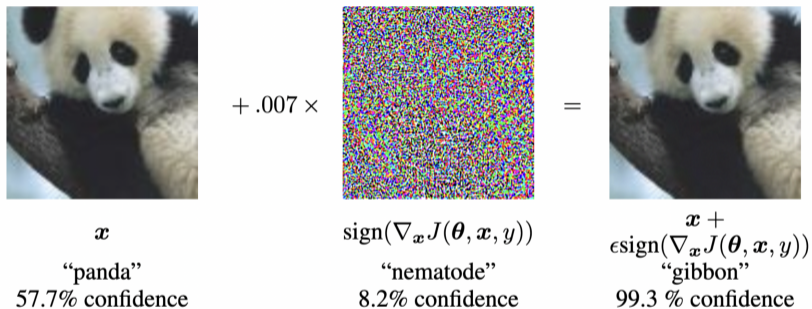 + .007 ×
=
x
sign(∇ₓJ(θ, x, y))
x +
ϵsign(∇ₓJ(θ, x, y))
“panda”
“nematode”
“gibbon”
57.7% confidence
8.2% confidence
99.3 % confidence